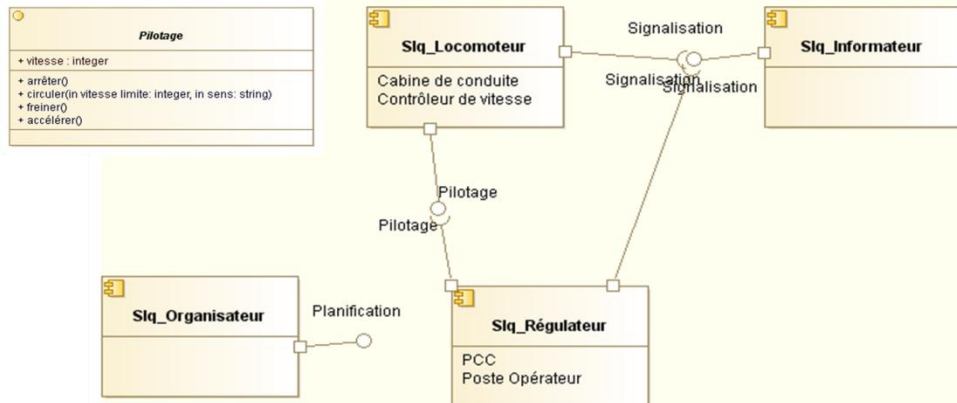 Pilotage
+ vitesse : integer
+ arrêter()
+ circuler(in vitesse limite: integer, in sens: string)
+ freiner()
+ accélérer()
Slq_Locomoteur
Cabine de conduite
Contrôleur de vitesse
Signalisation
Signalisation
Signalisation
Slq_Informateur
Pilotage
Pilotage
Slq_Organisateur
Planification
Slq_Régulateur
PCC
Poste Opérateur